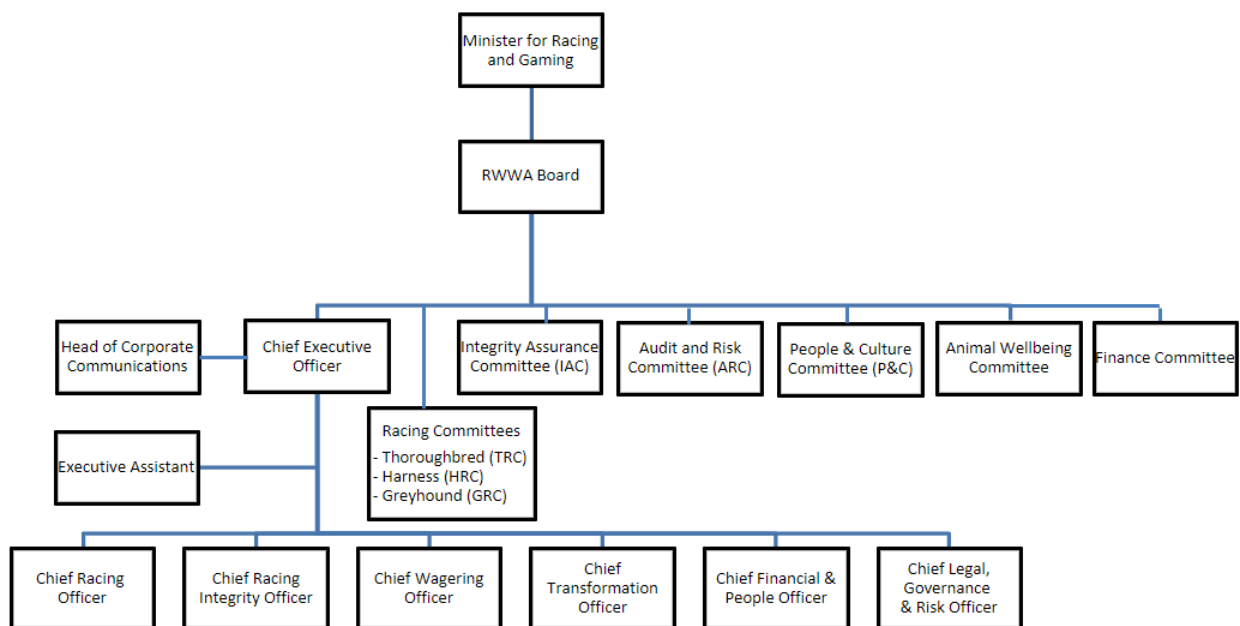 Minister for Racing
and Gaming
RWWA Board
Head of Corporate
Communications
Chief Executive
Officer
Integrity Assurance
Committee (IAC)
Audit and Risk
Committee (ARC)
People & Culture
Committee (P&C)
Animal Wellbeing
Committee
Finance Committee
Executive Assistant
Racing Committees
- Thoroughbred (TRC)
- Harness (HRC)
- Greyhound (GRC)
Chief Racing
Officer
Chief Racing
Integrity Officer
Chief Wagering
Officer
Chief
Transformation
Officer
Chief Financial &
People Officer
Chief Legal,
Governance
& Risk Officer